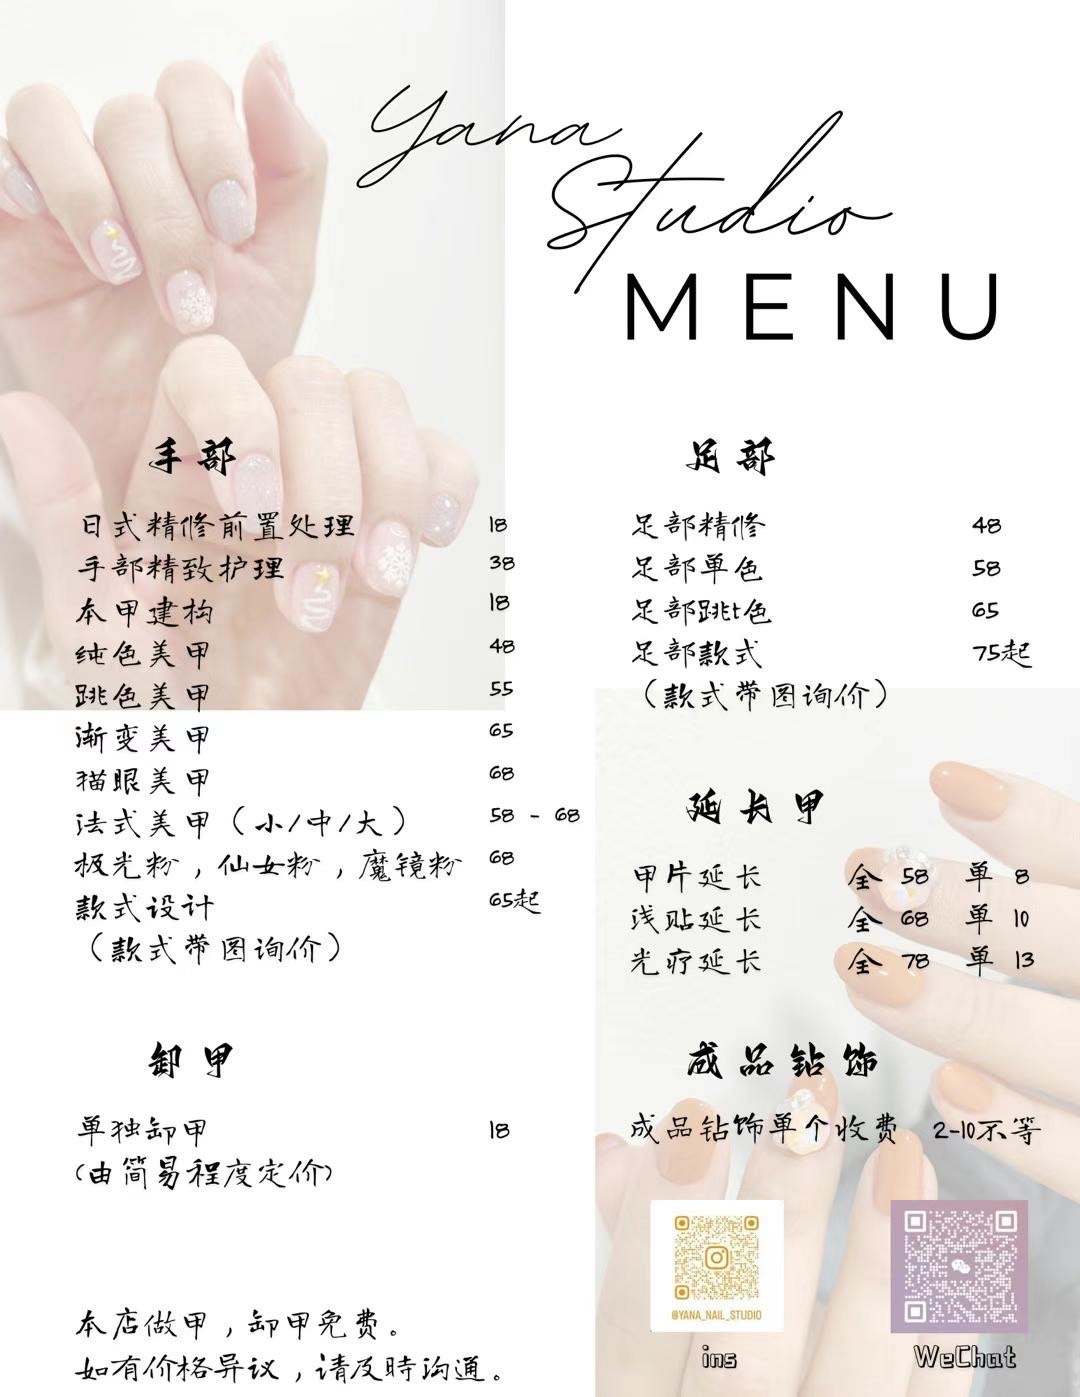 Yana
Studio
MENU
手部
日式精修前置处理 18
手部精致护理 38
本甲建构 18
纯色美甲 48
跳色美甲 55
渐变美甲 65
猫眼美甲 68
法式美甲（小/中/大） 58 - 68
极光粉，仙女粉，魔镜粉 68
款式设计 65起
（款式带图询价）
卸甲
单独卸甲 18
(由简易程度定价)
本店做甲，卸甲免费。
如有价格异议，请及時沟通。
足部
足部精修 48
足部单色 58
足部跳色 65
足部款式 75起
（款式带图询价）
延长甲
甲片延长 全 58 单 8
浅贴延长 全 68 单 10
光疗延长 全 78 单 13
成品钻饰
成品钻饰单个收费 2-10不等
@YANA_NAIL_STUDIO
ins
WeChat